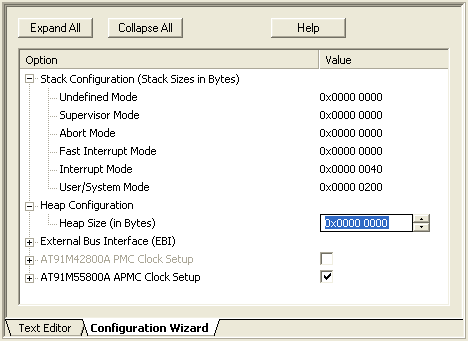 Expand All Collapse All Help
Option Value
Stack Configuration (Stack Sizes in Bytes)
Undefined Mode 0x0000 0000
Supervisor Mode 0x0000 0000
Abort Mode 0x0000 0000
Fast Interrupt Mode 0x0000 0000
Interrupt Mode 0x0000 0040
User/System Mode 0x0000 0200
Heap Configuration
Heap Size (in Bytes) 0x0000 0000
External Bus Interface (EBI)
AT91M42800A PMC Clock Setup
AT91M55800A APMC Clock Setup
Text Editor Configuration Wizard